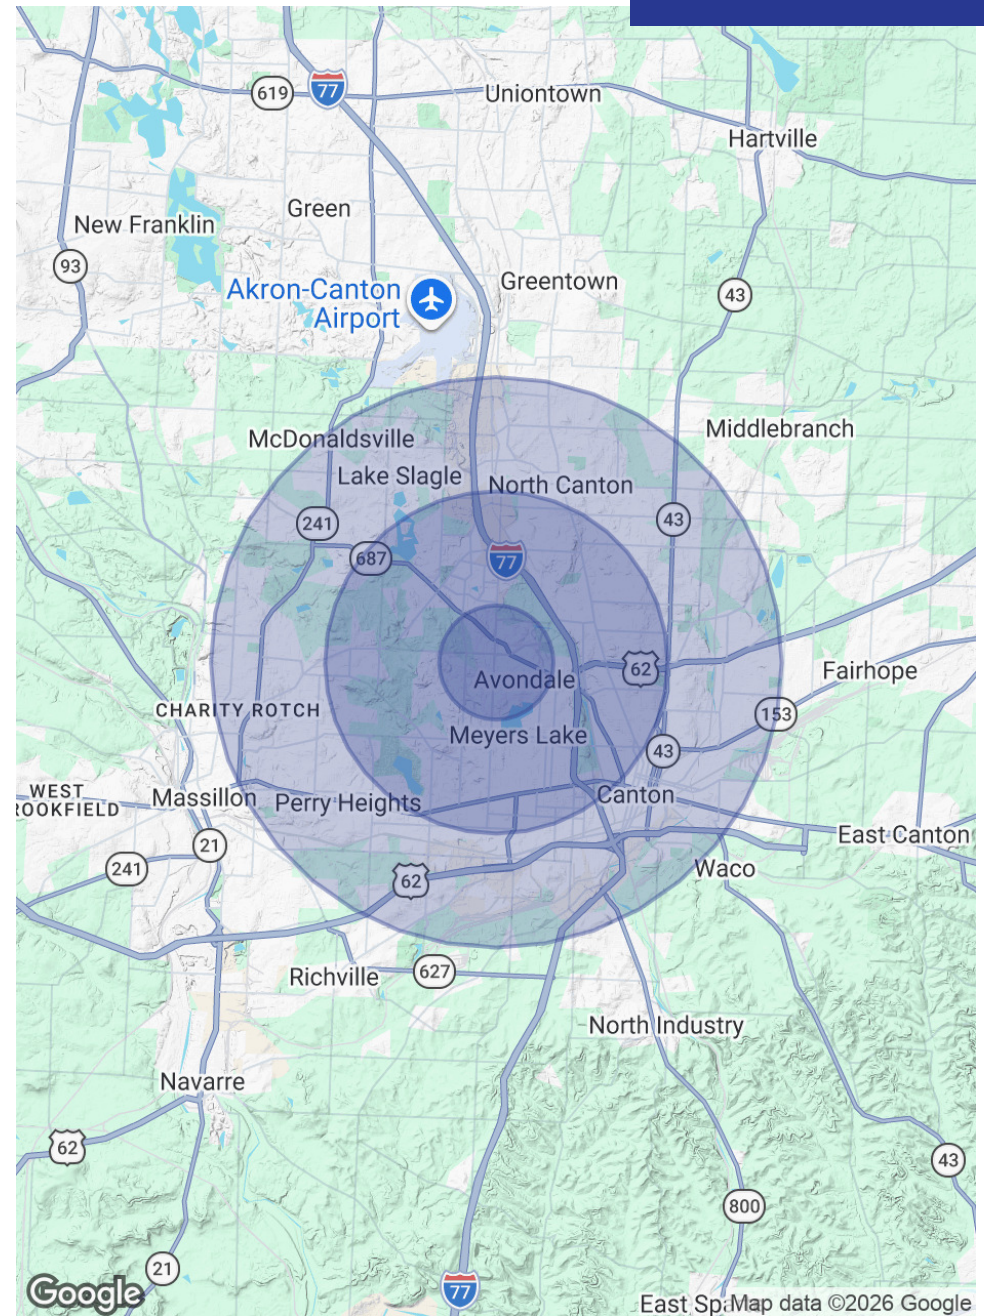 77
619
Uniontown
Hartville
Green
New Franklin
93
Greentown
Akron-Canton
Airport
43
Middlebranch
McDonaldsville
Lake Slagle
North Canton
241
43
687
77
62
Fairhope
Avondale
CHARITY ROTCH
153
Meyers Lake
43
WEST
ROOKFIELD
Massillon
Perry Heights
Canton
East Canton
21
241
62
Waco
Richville
627
North Industry
Navarre
62
43
800
21
77
Google
East Spa
Map data ©2026 Google